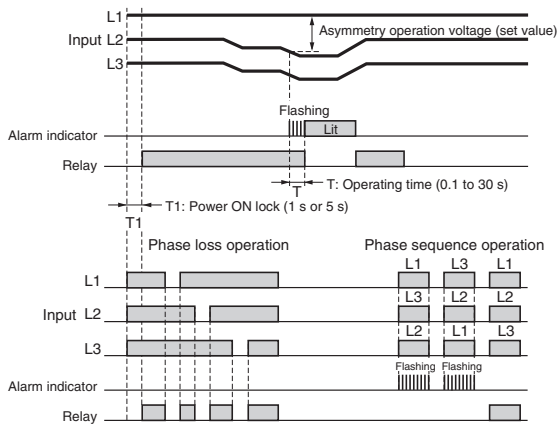 L1
Asymmetry operation voltage (set value)
Input L2
L3
Flashing
Lit
Alarm indicator
Relay
T
T: Operating time (0.1 to 30 s)
T1: Power ON lock (1 s or 5 s)
T1
Phase loss operation
Phase sequence operation
L1 L3 L1
L1
L3 L2 L2
Input L2
L2 L1 L3
L3
Flashing Flashing
Alarm indicator
Relay